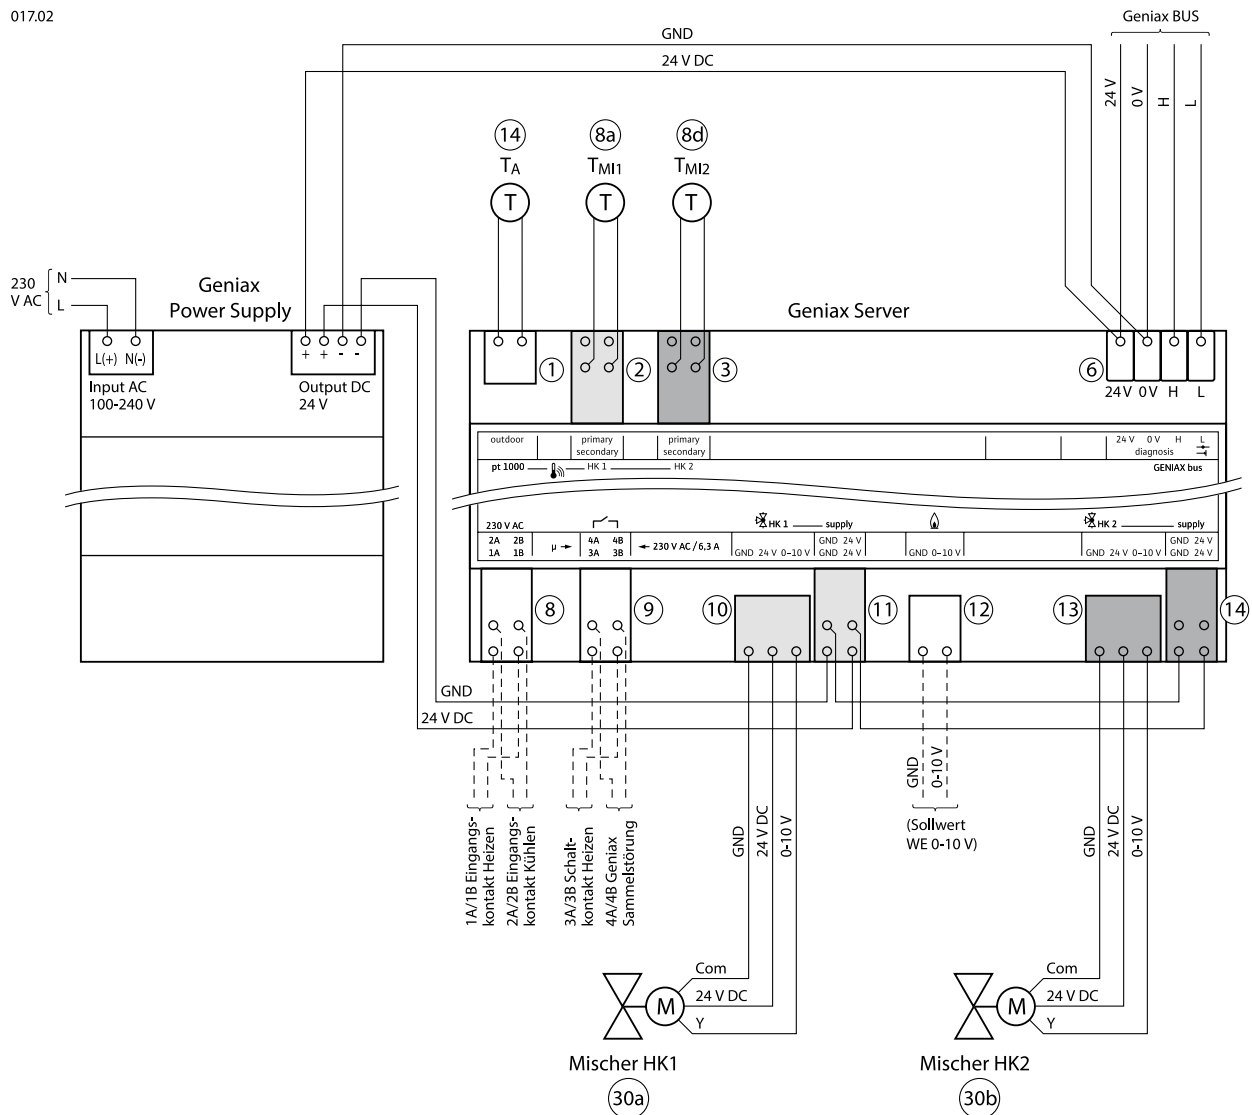 017.02
Geniax BUS
GND
24 V DC
24 V
0 V
H
L
14
8a
8d
TA
TMI1
TMI2
T
T
T
230
V AC
N
L
Geniax
Power Supply
Geniax Server
L(+) N(-)
+ + - -
Input AC
100-240 V
Output DC
24 V
1
2
3
6
24 V 0 V H L
outdoor
primary
secondary
primary
secondary
24 V 0 V H L
diagnosis
pt 1000
HK 1
HK 2
GENIAX bus
230 V AC
HK 1
supply
HK 2
supply
2A 2B
1A 1B
µ
4A 4B
3A 3B
230 V AC / 6,3 A
GND 24 V 0-10 V
GND 24 V
GND 24 V
GND 0-10 V
GND 24 V 0-10 V
GND 24 V
GND 24 V
8
9
10
11
12
13
14
GND
24 V DC
1A/1B Eingangs-
kontakt Heizen
2A/2B Eingangs-
kontakt Kühlen
3A/3B Schalt-
kontakt Heizen
4A/4B Geniax
Sammelstörung
GND
24 V DC
0-10 V
GND
0-10 V
(Sollwert
WE 0-10 V)
GND
24 V DC
0-10 V
Com
24 V DC
Y
M
Mischer HK1
30a
Com
24 V DC
Y
M
Mischer HK2
30b